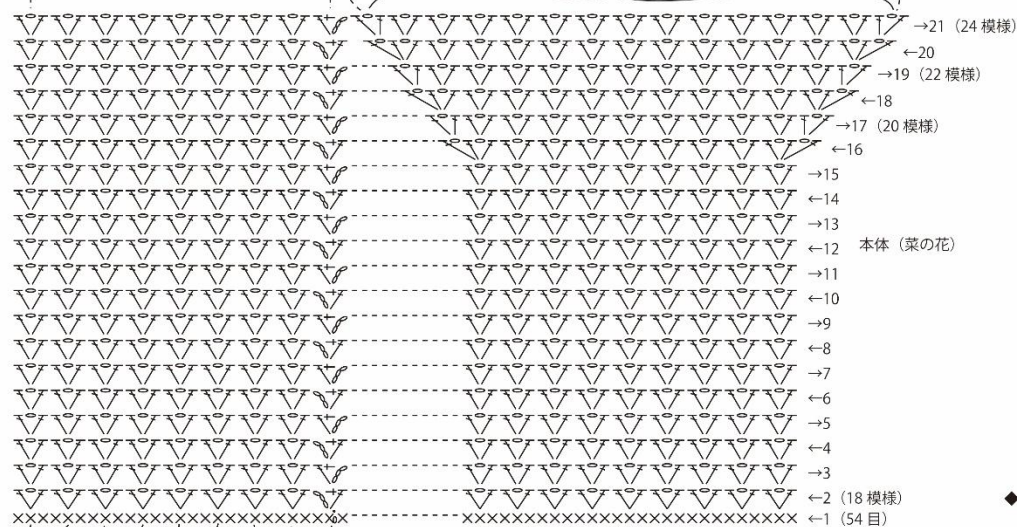 →21（24 模様）
←20
→19（22 模様）
←18
→17（20 模様）
←16
→15
←14
→13
←12
本体（菜の花）
→11
←10
→9
←8
→7
←6
→5
←4
→3
←2（18 模様）
←1（54 目）